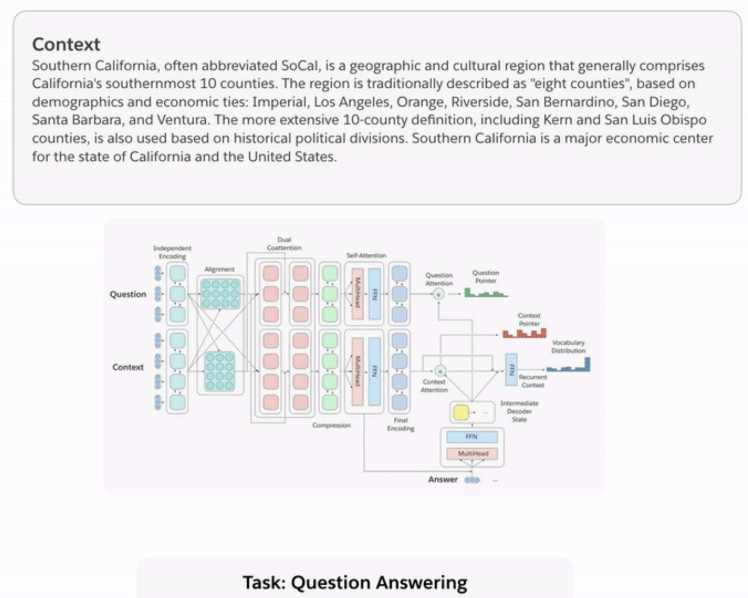 Context
Southern California, often abbreviated SoCal, is a geographic and cultural region that generally comprises
California's southernmost 10 counties. The region is traditionally described as "eight counties", based on
demographics and economic ties: Imperial, Los Angeles, Orange, Riverside, San Bernardino, San Diego,
Santa Barbara, and Ventura. The more extensive 10-county definition, including Kern and San Luis Obispo
counties, is also used based on historical political divisions. Southern California is a major economic center
for the state of California and the United States.
Independent
Encoding
Alignment
Dual
Coattention
Self-Attention
Question
Attention
Question
Pointer
Question
MultiHead
FFN
Context
Pointer
Vocabulary
Distribution
Context
MultiHead
FFN
Context
Attention
FFN
Recurrent
Context
Compression
Final
Encoding
Intermediate
Decoder
State
...
FFN
MultiHead
Answer
...
Task: Question Answering